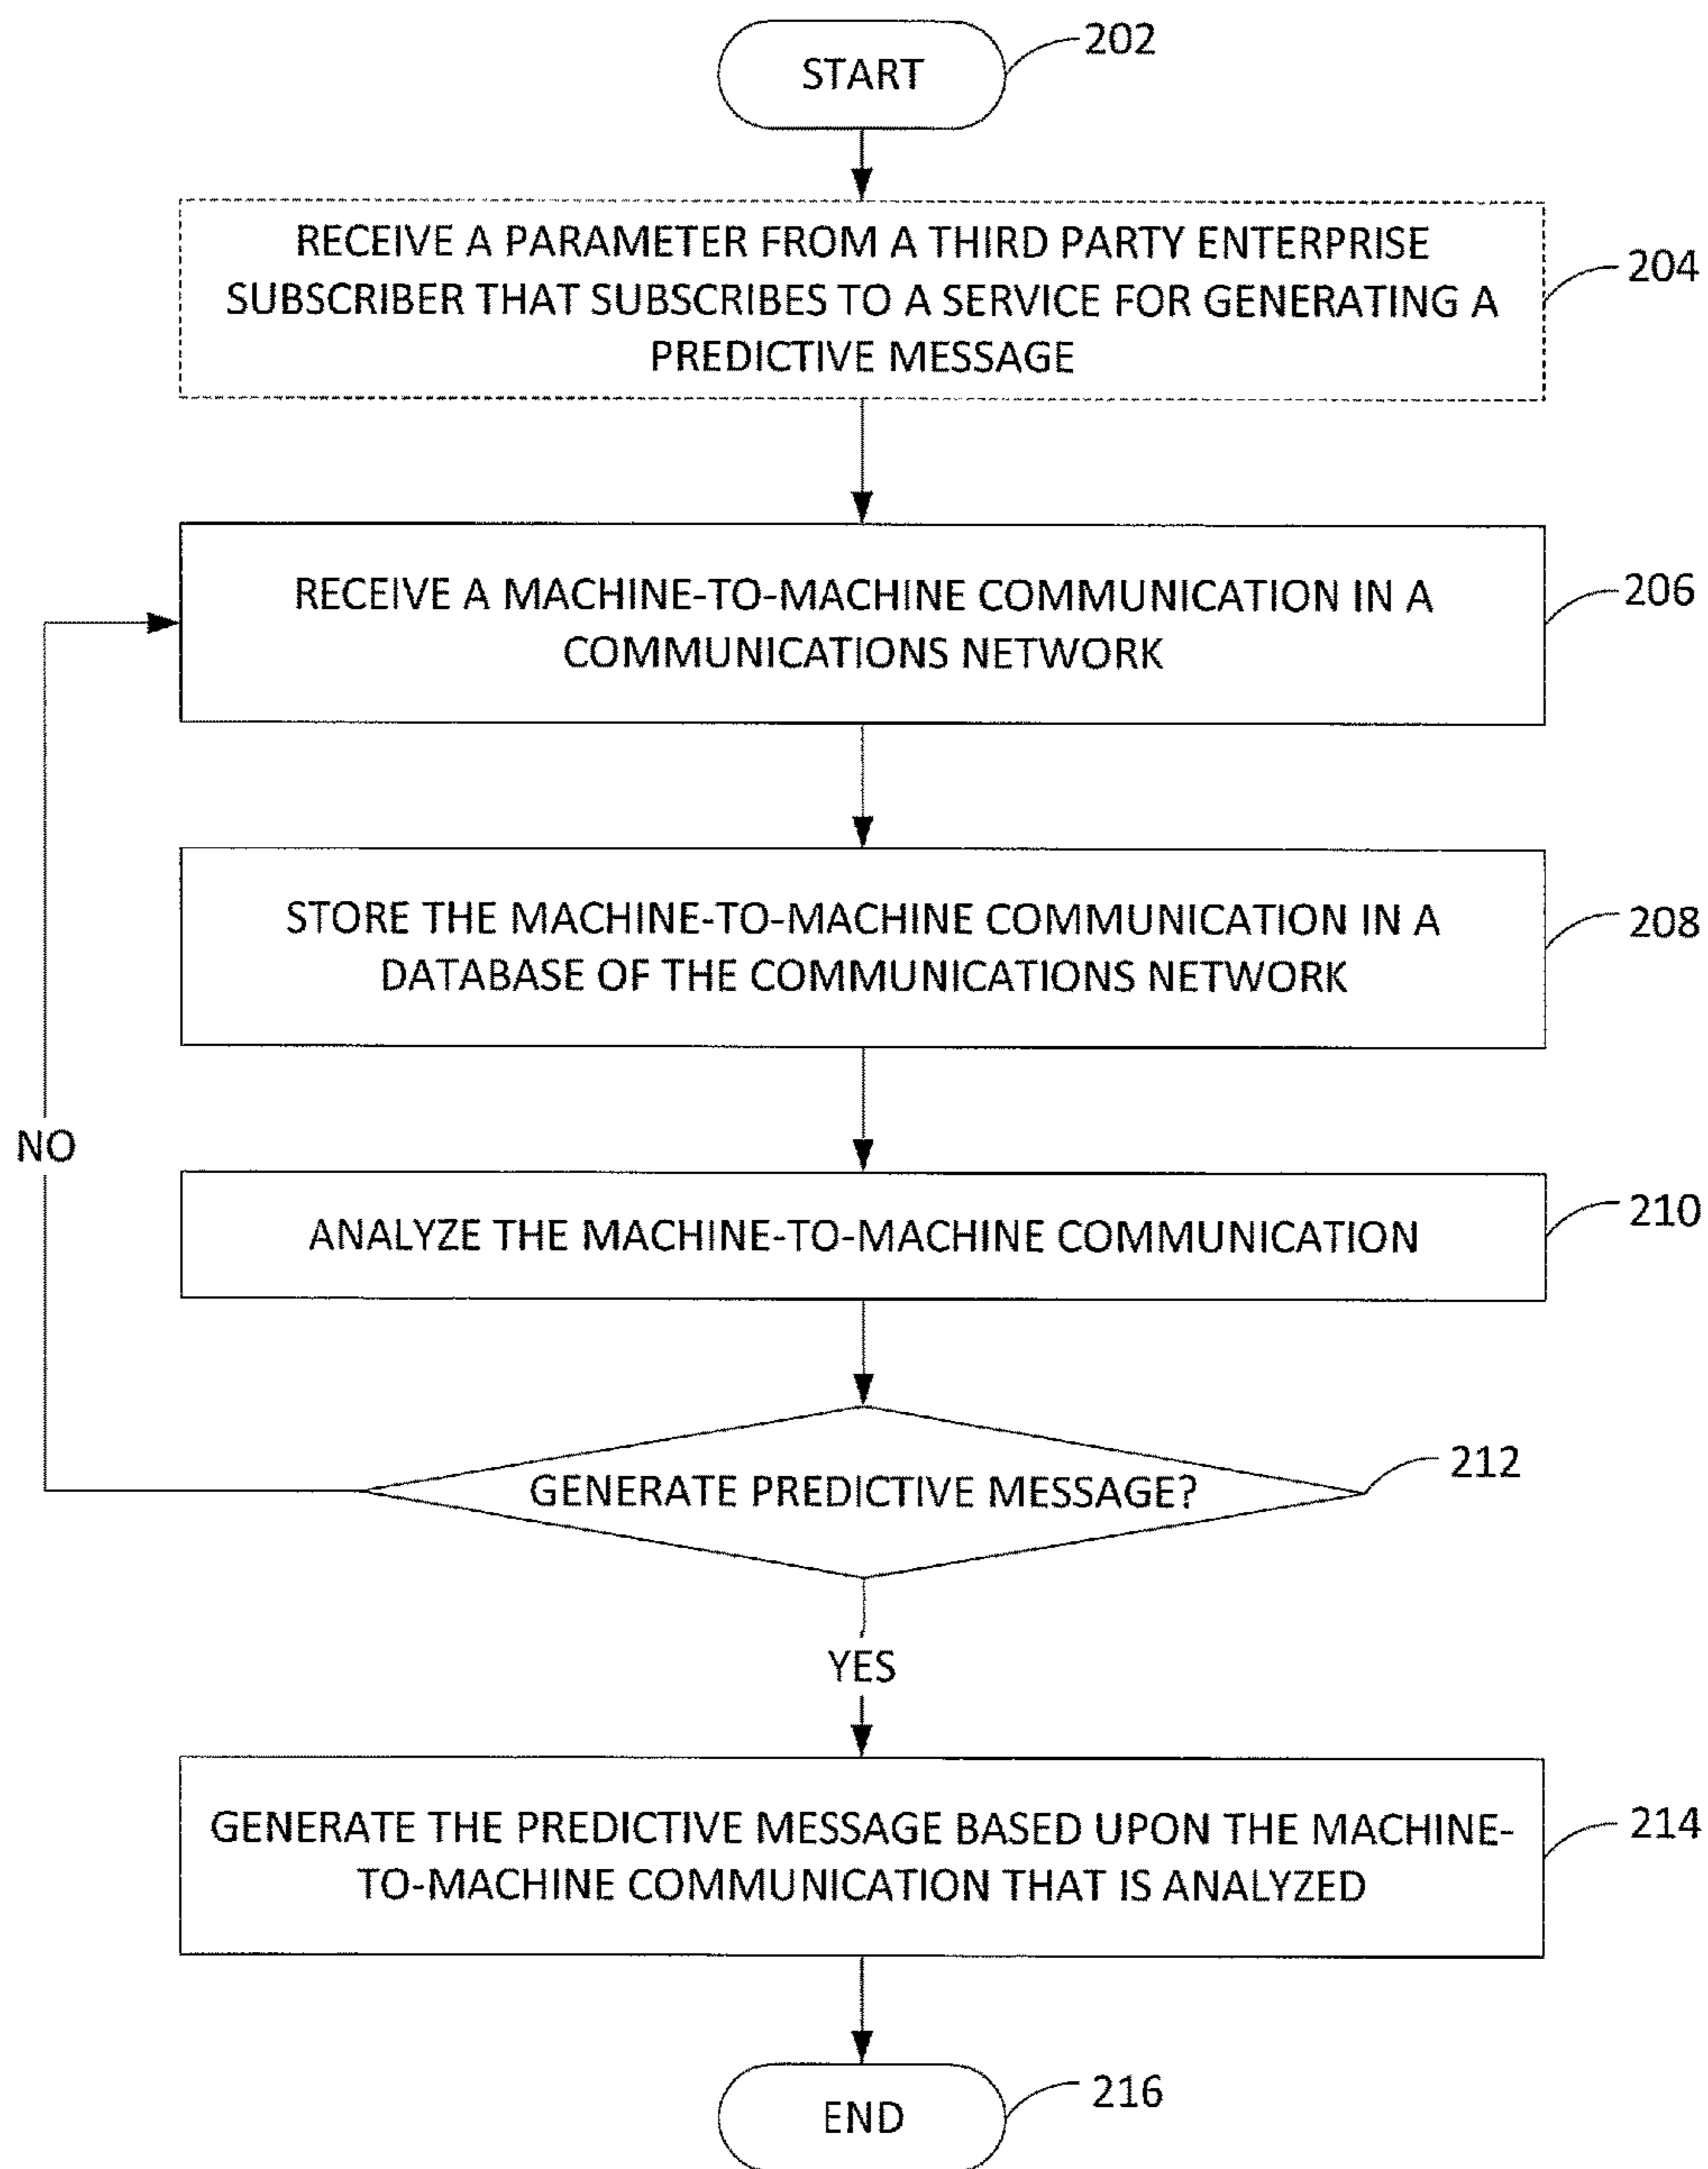 START
202
RECEIVE A PARAMETER FROM A THIRD PARTY ENTERPRISE
SUBSCRIBER THAT SUBSCRIBES TO A SERVICE FOR GENERATING A
PREDICTIVE MESSAGE
204
RECEIVE A MACHINE-TO-MACHINE COMMUNICATION IN A
COMMUNICATIONS NETWORK
206
STORE THE MACHINE-TO-MACHINE COMMUNICATION IN A
DATABASE OF THE COMMUNICATIONS NETWORK
208
NO
ANALYZE THE MACHINE-TO-MACHINE COMMUNICATION
210
GENERATE PREDICTIVE MESSAGE?
212
YES
GENERATE THE PREDICTIVE MESSAGE BASED UPON THE MACHINE-
TO-MACHINE COMMUNICATION THAT IS ANALYZED
214
END
216